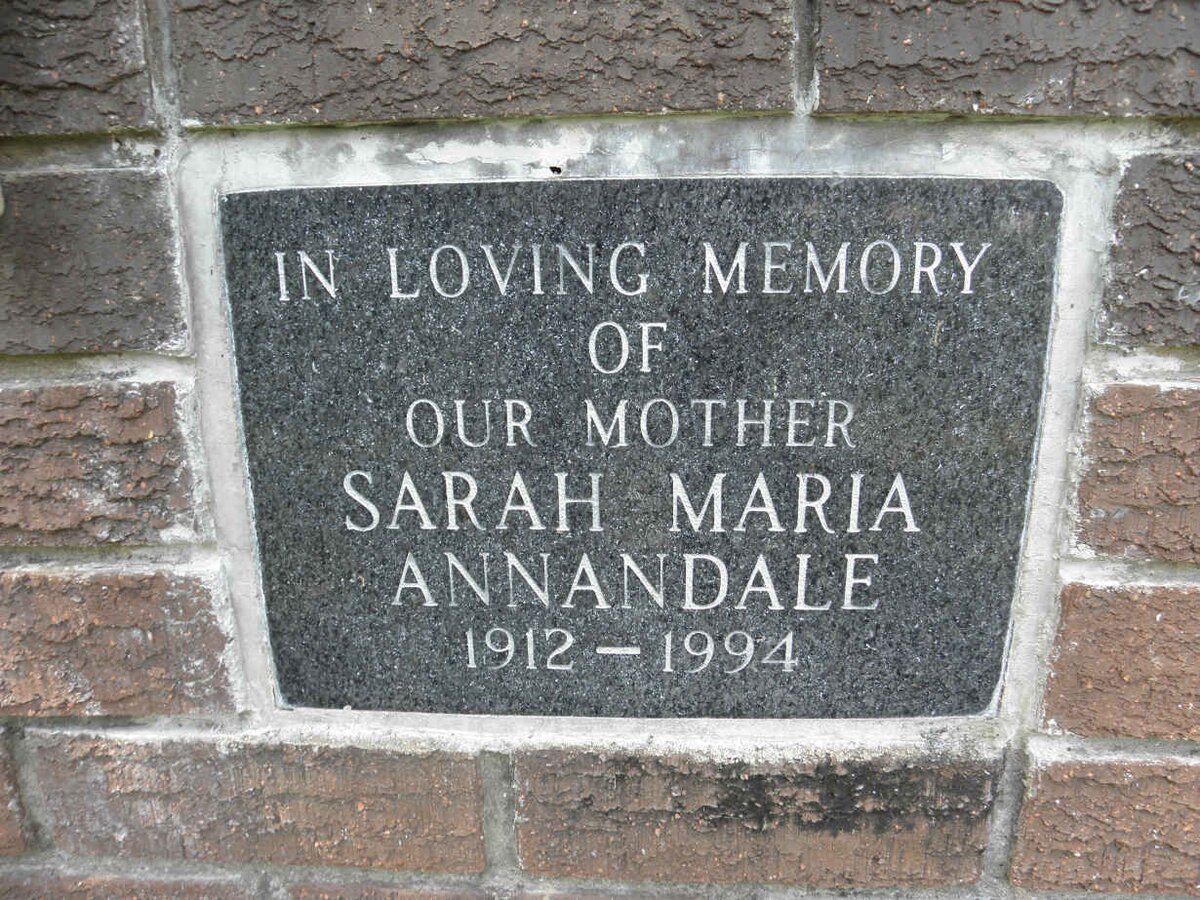 IN LOVING MEMORY
OF
OUR MOTHER
SARAH MARIA
ANNANDALE
1912 – 1994